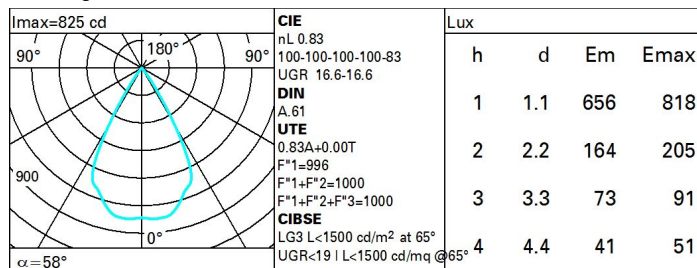 Imax=825 cd
90°
180°
90°
900
0°
α=58°
CIE
nL 0.83
100-100-100-100-83
UGR 16.6-16.6
DIN
A.61
UTE
0.83A+0.00T
F"1=996
F"1+F"2=1000
F"1+F"2+F"3=1000
CIBSE
LG3 L<1500 cd/m² at 65°
UGR<19 | L<1500 cd/mq @65°
Lux
h d Em Emax
1 1.1 656 818
2 2.2 164 205
3 3.3 73 91
4 4.4 41 51